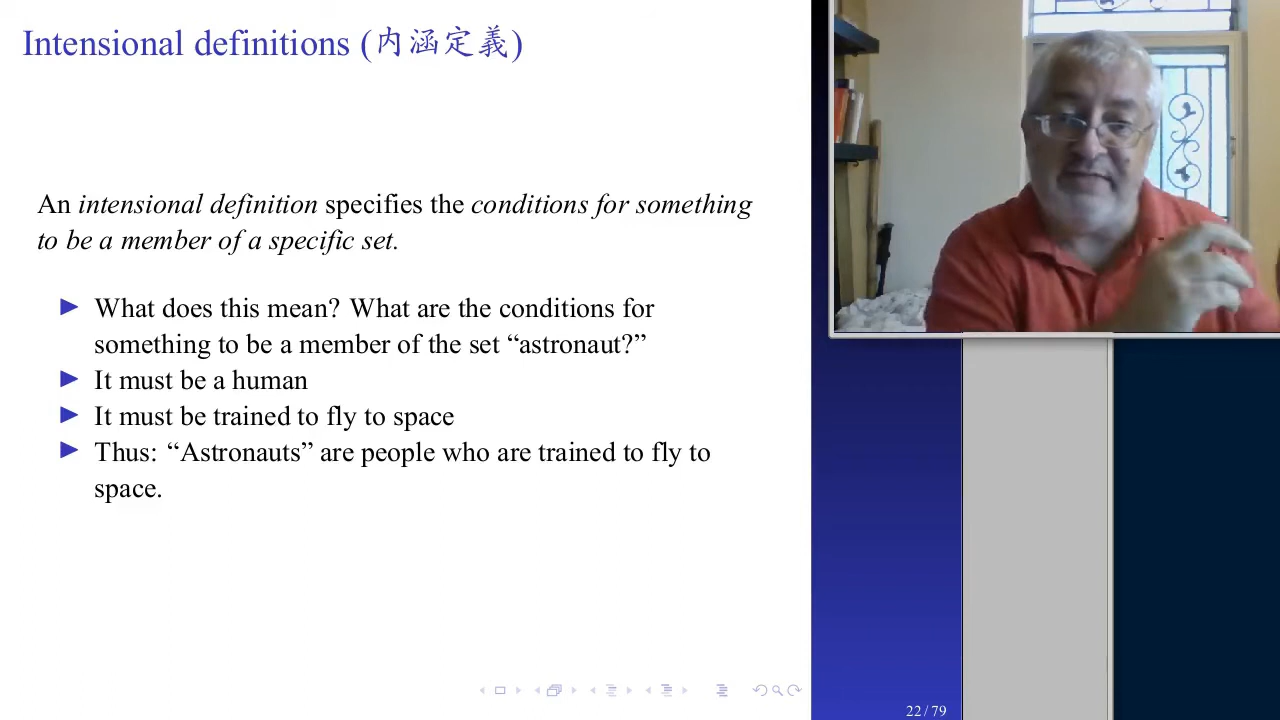 Intensional definitions (內涵定義)
An intensional definition specifies the conditions for something
to be a member of a specific set.
What does this mean? What are the conditions for
something to be a member of the set “astronaut?”
It must be a human
It must be trained to fly to space
Thus: “Astronauts” are people who are trained to fly to
space.
22 / 79